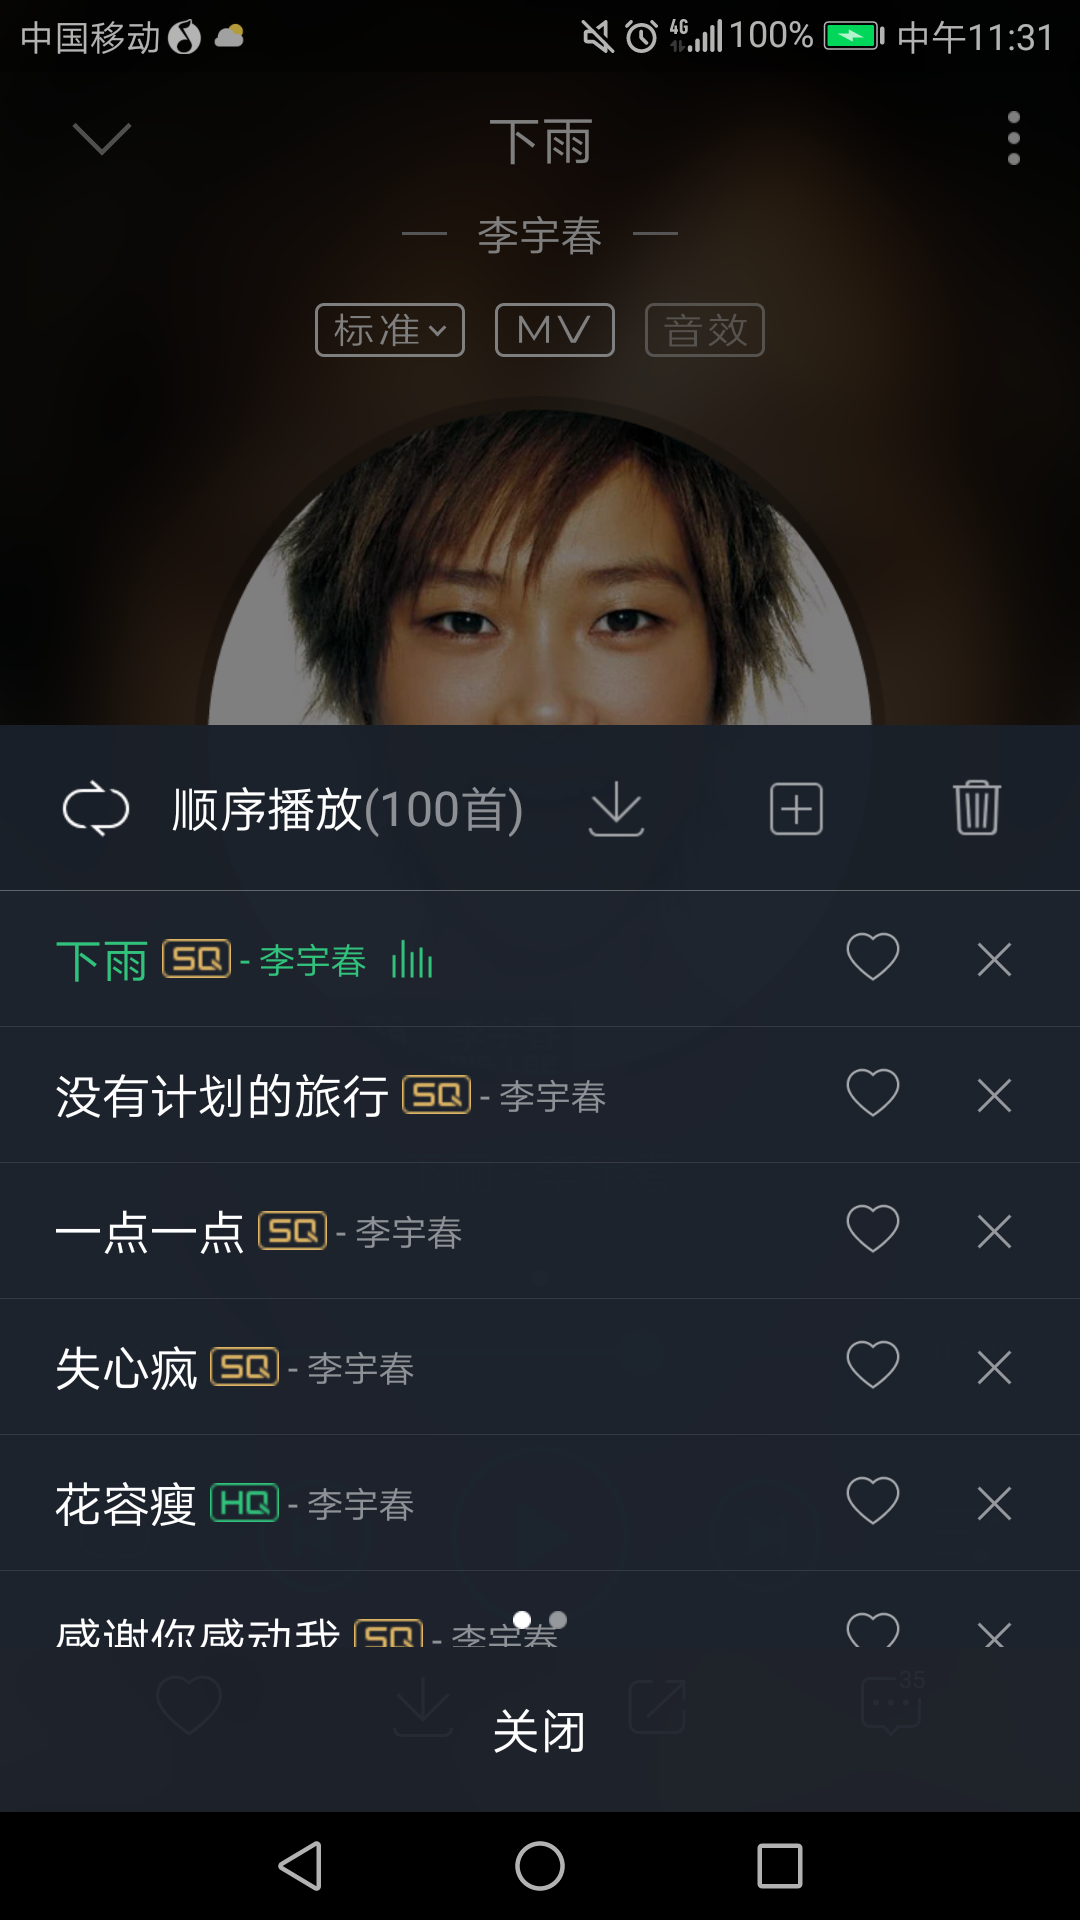 中国移动 4G 100% 中午11:31
下雨
李宇春
标准 MV 音效
顺序播放(100首)
下雨 SQ - 李宇春
没有计划的旅行 SQ - 李宇春
一点一点 SQ - 李宇春
失心疯 SQ - 李宇春
花容瘦 HQ - 李宇春
感谢你感动我 SQ - 李宇春
35
关闭